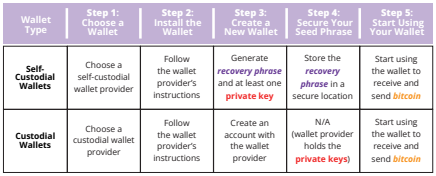 Wallet Type
Step 1: Choose a Wallet
Step 2: Install the Wallet
Step 3: Create a New Wallet
Step 4: Secure Your Seed Phrase
Step 5: Start Using Your Wallet
Self-Custodial Wallets
Choose a self-custodial wallet provider
Follow the wallet provider's instructions
Generate recovery phrase and at least one private key
Store the recovery phrase in a secure location
Start using the wallet to receive and send bitcoin
Custodial Wallets
Choose a custodial wallet provider
Follow the wallet provider's instructions
Create an account with the wallet provider
N/A (wallet provider holds the private keys)
Start using the wallet to receive and send bitcoin